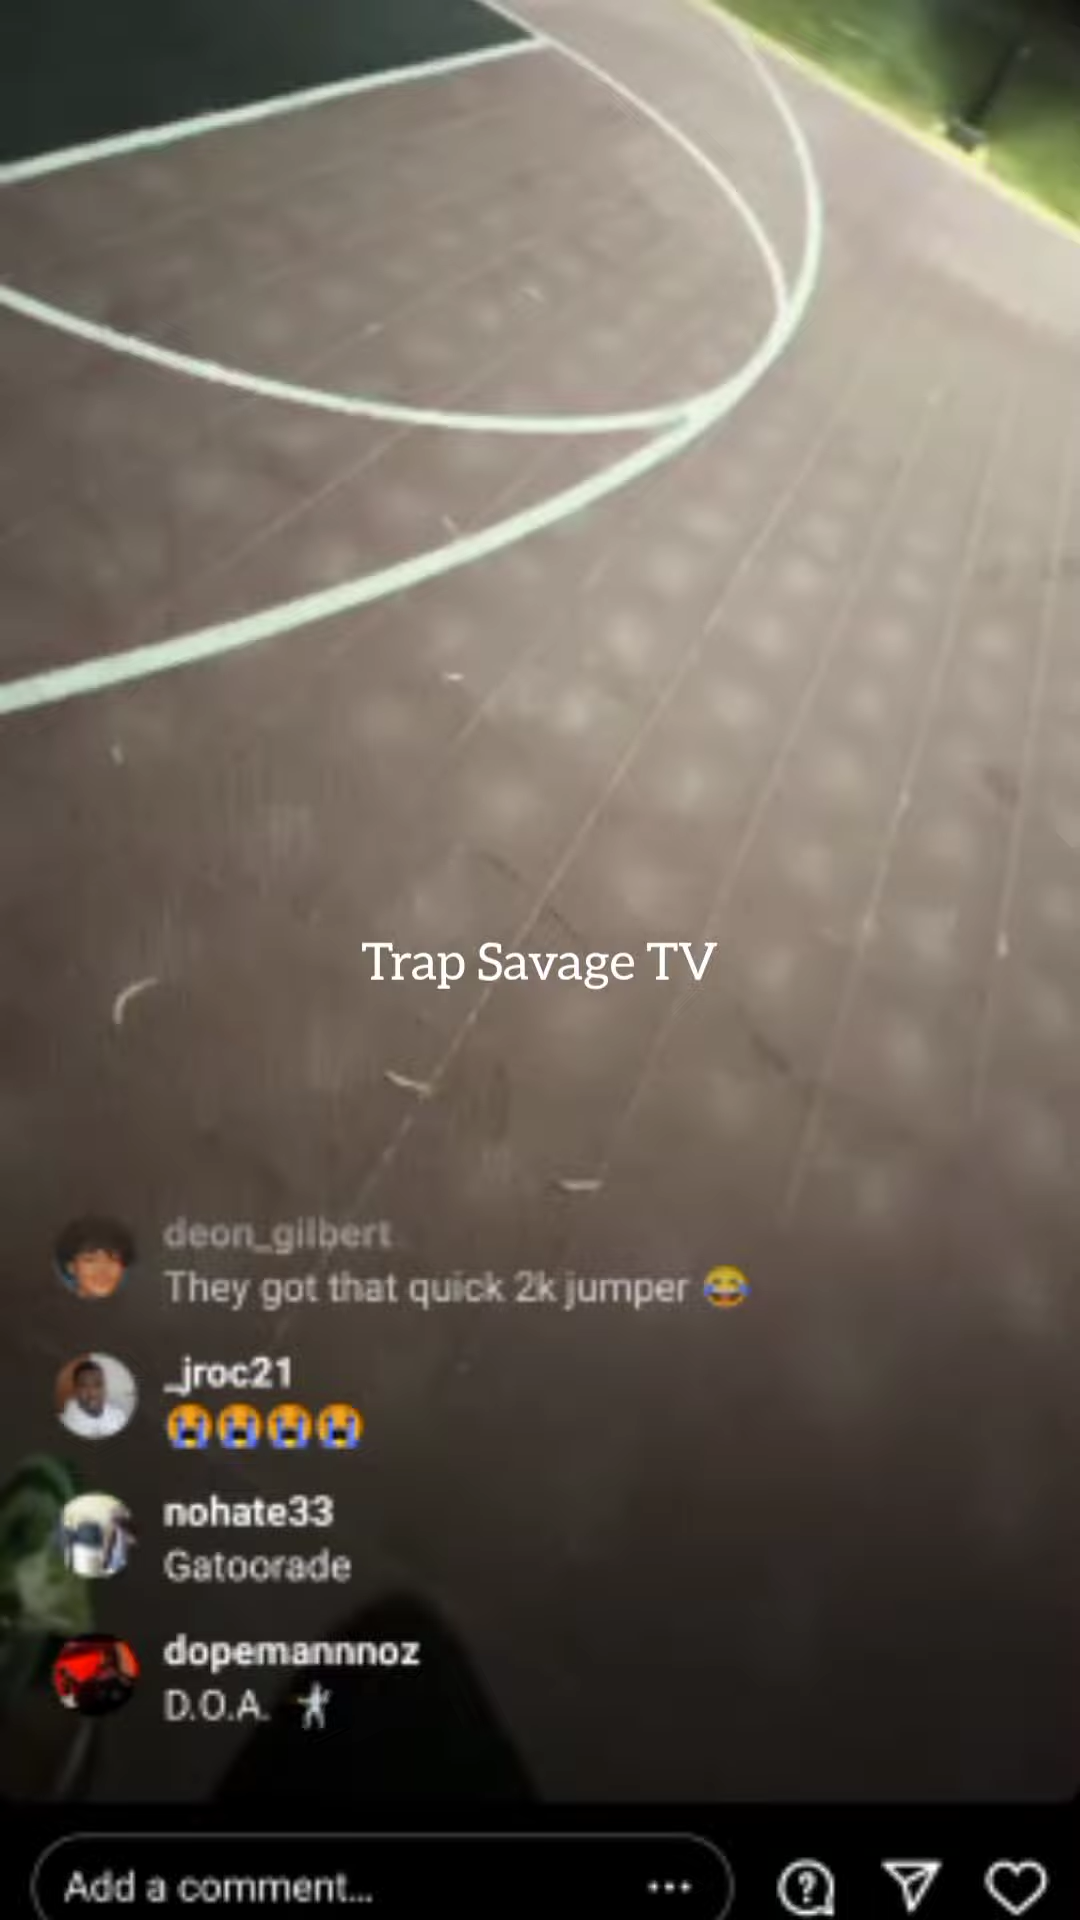 Trap Savage TV
deon_gilbert
They got that quick 2k jumper 😂
_jroc21
😭😭😭😭
nohate33
Gatoorade
dopemannnoz
D.O.A.
Add a comment...